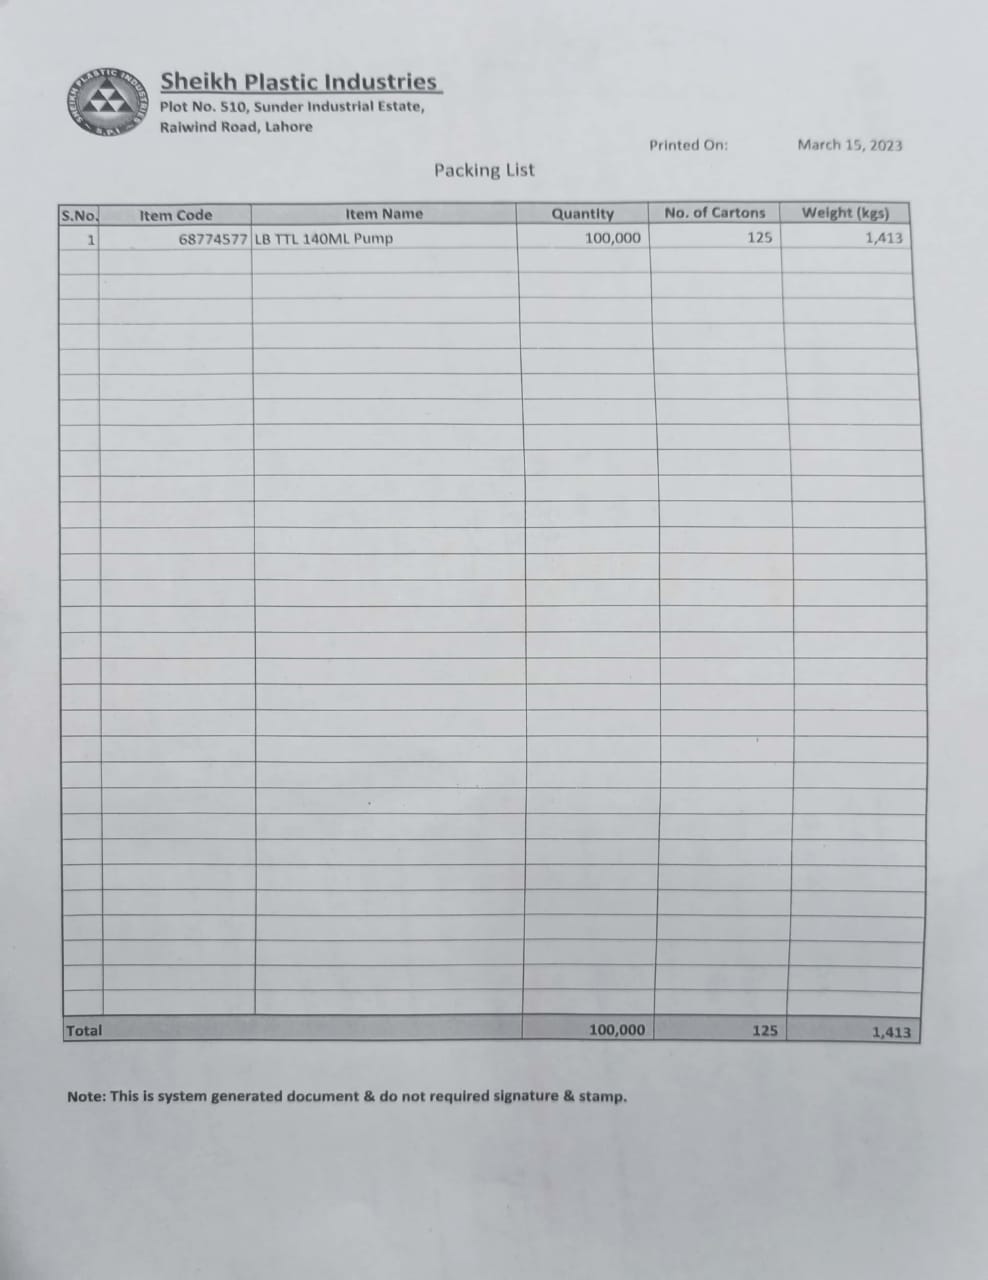 SHEIKH PLASTIC INDUSTRIES
S.P.I
Sheikh Plastic Industries
Plot No. 510, Sunder Industrial Estate,
Raiwind Road, Lahore
Printed On: March 15, 2023
Packing List
S.No. Item Code Item Name Quantity No. of Cartons Weight (kgs)
1 68774577 LB TTL 140ML Pump 100,000 125 1,413
Total 100,000 125 1,413
Note: This is system generated document & do not required signature & stamp.